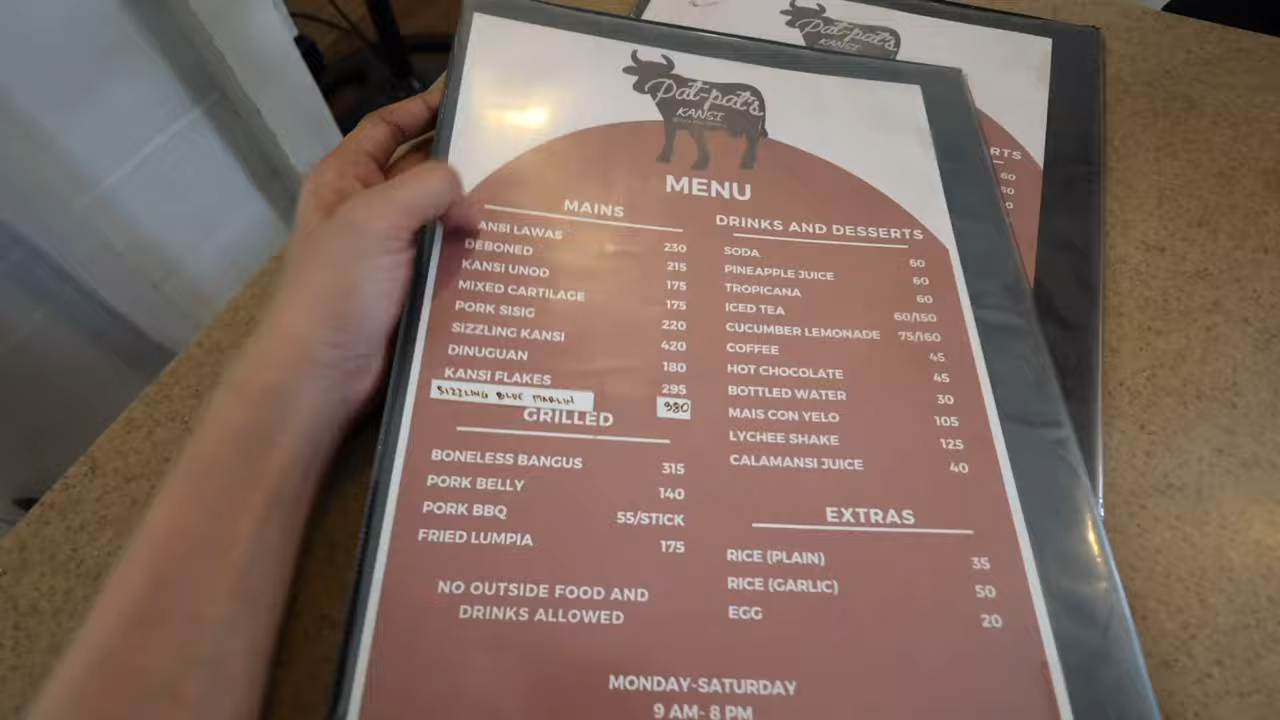 Pat-pat's
KANSI
MENU
MAINS
ANSI LAWAS 230
DEBONED 215
KANSI UNOD 175
MIXED CARTILAGE 175
PORK SISIG 220
SIZZLING KANSI 420
DINUGUAN 180
KANSI FLAKES 295
SIZZLING BLUE MARLIN 380
GRILLED
BONELESS BANGUS 315
PORK BELLY 140
PORK BBQ 55/STICK
FRIED LUMPIA 175
NO OUTSIDE FOOD AND
DRINKS ALLOWED
DRINKS AND DESSERTS
SODA 60
PINEAPPLE JUICE 60
TROPICANA 60
ICED TEA 60/150
CUCUMBER LEMONADE 75/160
COFFEE 45
HOT CHOCOLATE 45
BOTTLED WATER 30
MAIS CON YELO 105
LYCHEE SHAKE 125
CALAMANSI JUICE 40
EXTRAS
RICE (PLAIN) 35
RICE (GARLIC) 50
EGG 20
MONDAY-SATURDAY
9 AM- 8 PM
Pat-pat's
KANSI
RTS